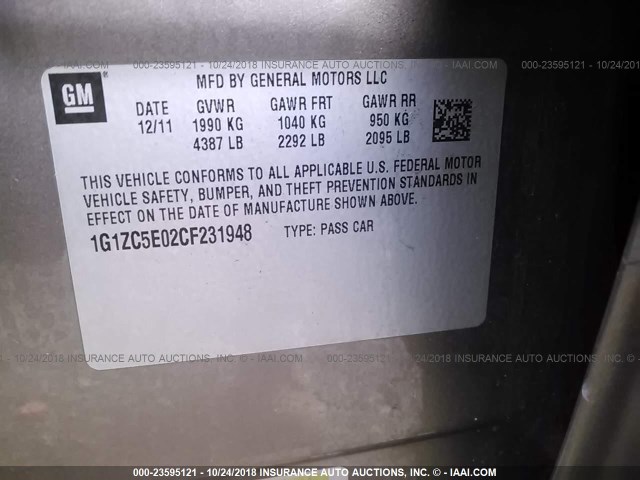 000-23595121 - 10/24/2018 INSURANCE AUTO AUCTIONS, INC. - © IAAI.COM
GM
®
MFD BY GENERAL MOTORS LLC
DATE GVWR GAWR FRT GAWR RR
12/11 1990 KG 1040 KG 950 KG
4387 LB 2292 LB 2095 LB
THIS VEHICLE CONFORMS TO ALL APPLICABLE U.S. FEDERAL MOTOR
VEHICLE SAFETY, BUMPER, AND THEFT PREVENTION STANDARDS IN
EFFECT ON THE DATE OF MANUFACTURE SHOWN ABOVE.
1G1ZC5E02CF231948 TYPE: PASS CAR
10/24/2018 INSURANCE AUTO AUCTIONS, INC. - © IAAI.COM 000-23595121 - 10/24/2018 INSURANCE AUTO AUCTIONS, INC.
000-23595121 - 10/24/2018 INSURANCE AUTO AUCTIONS, INC. - © IAAI.COM